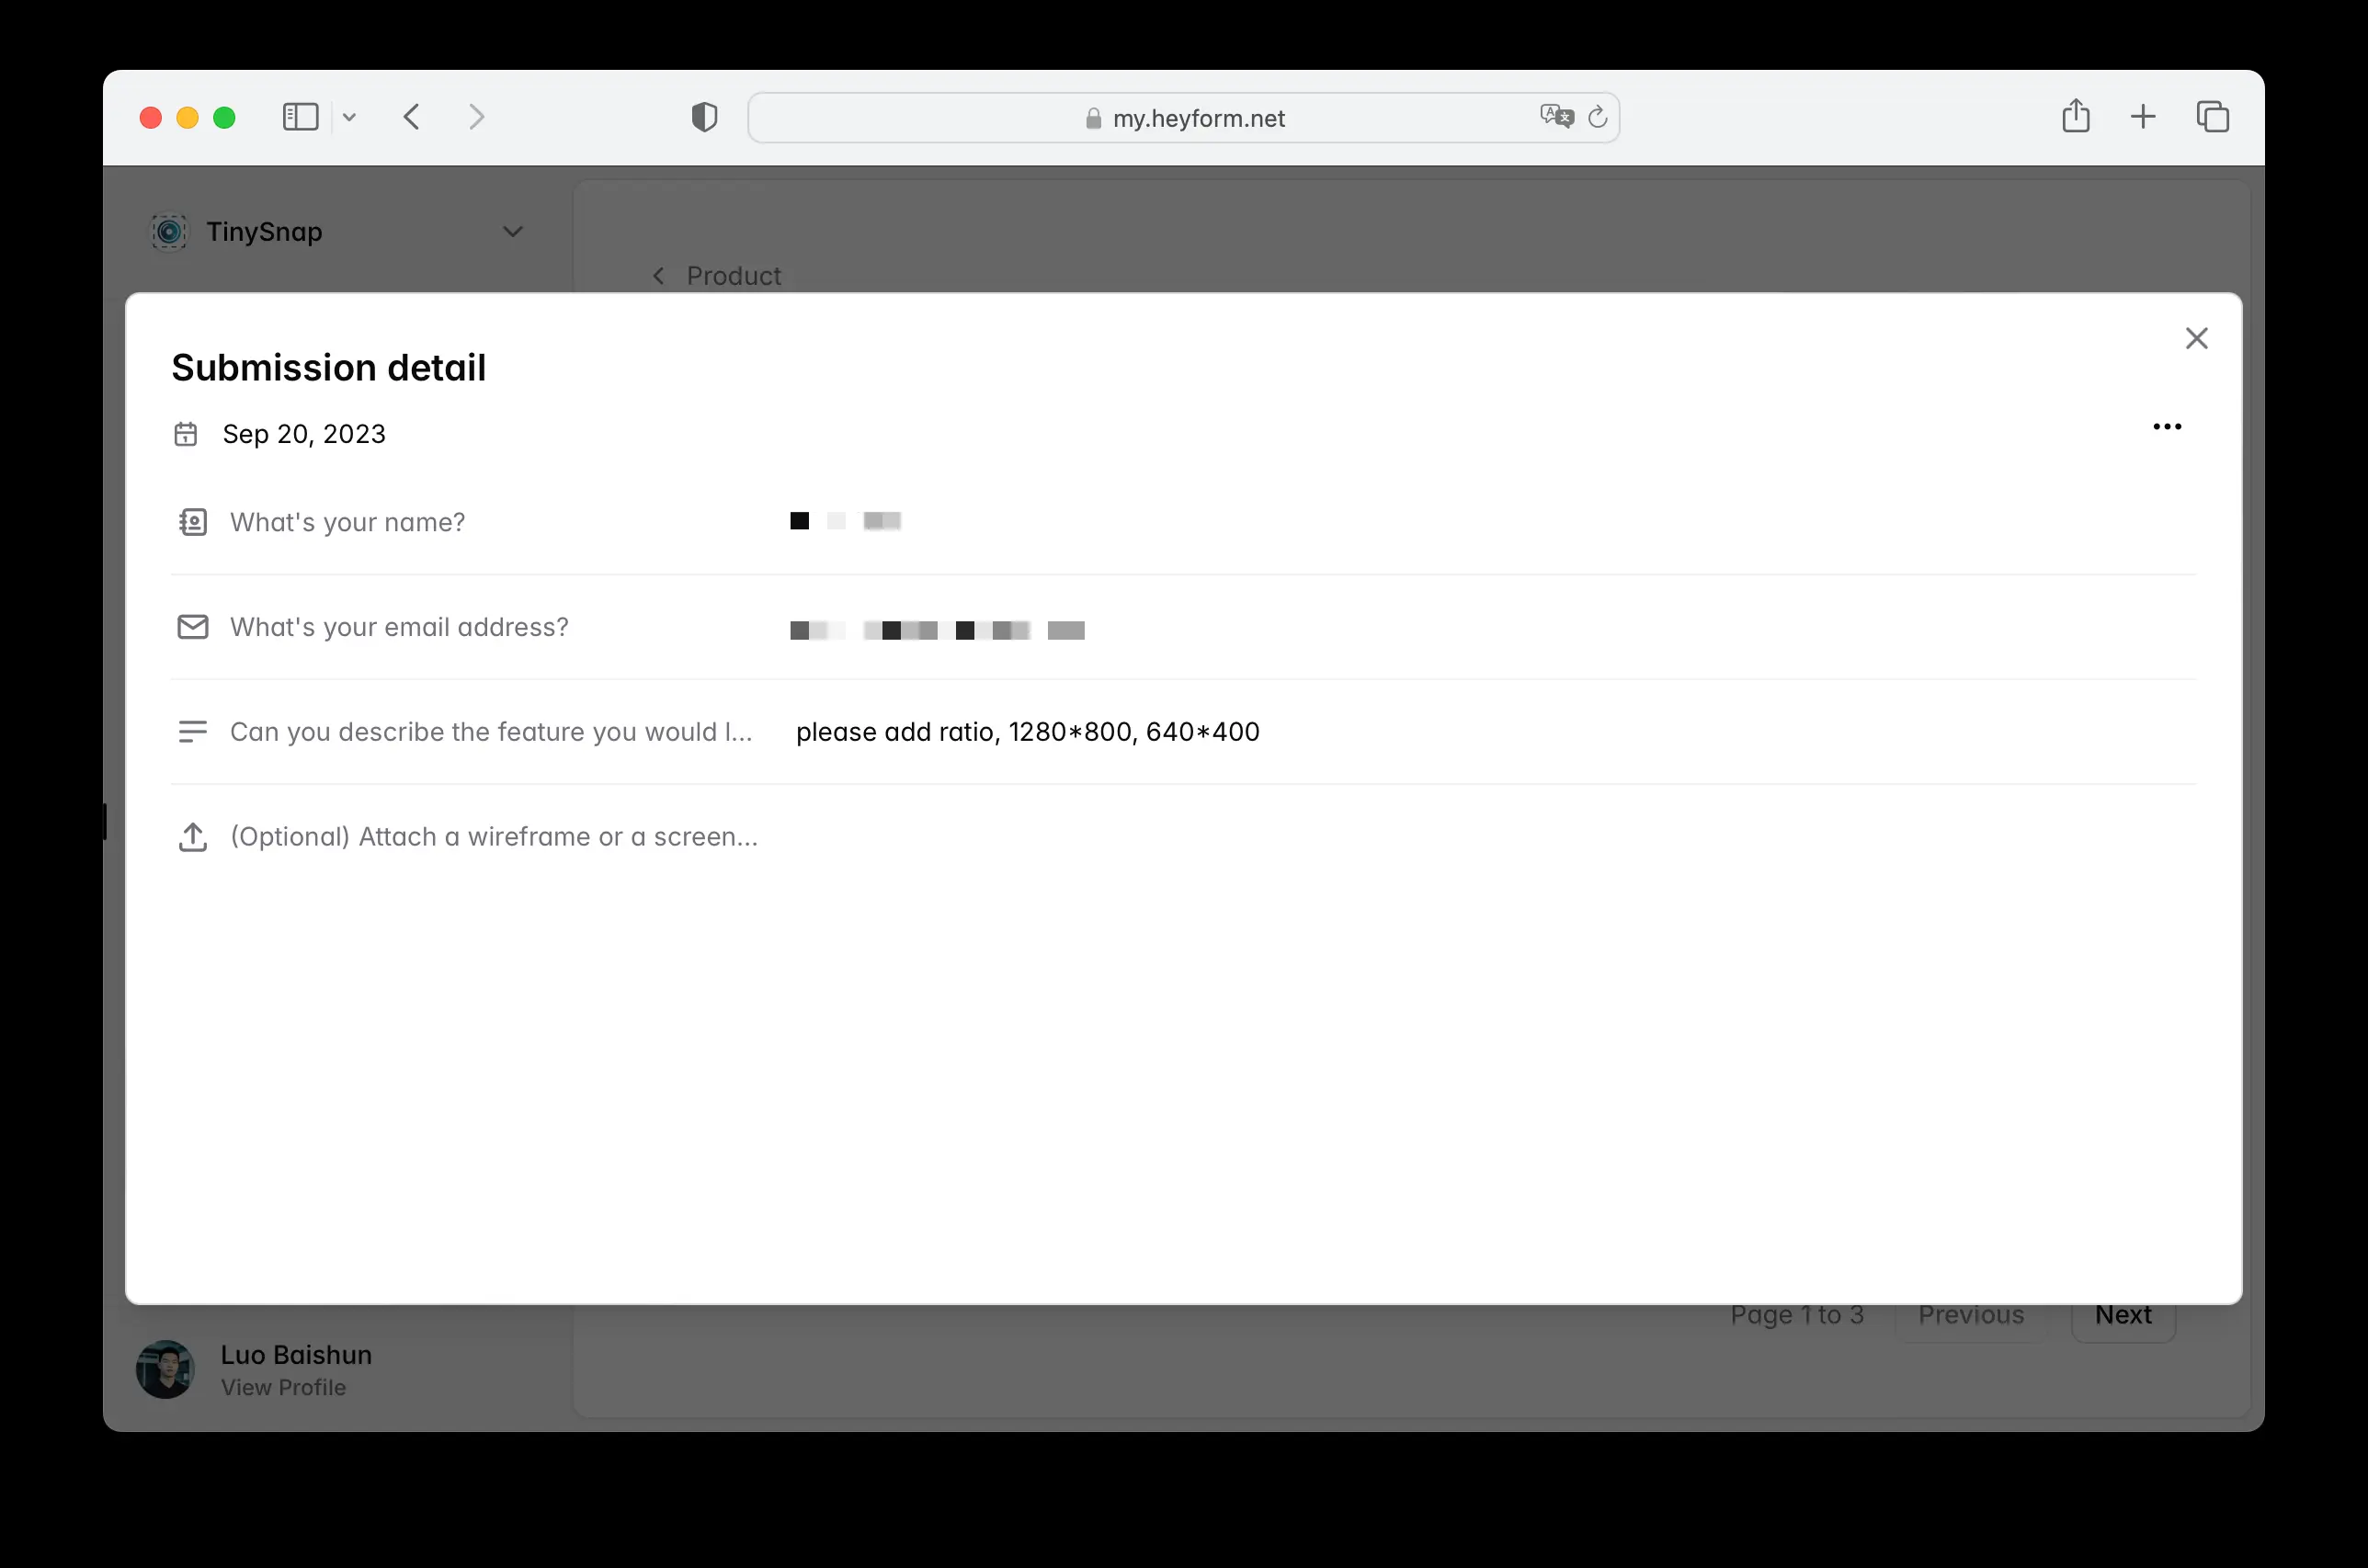 my.heyform.net
TinySnap
Product
Submission detail
Sep 20, 2023
What's your name?
What's your email address?
Can you describe the feature you would l... please add ratio, 1280*800, 640*400
(Optional) Attach a wireframe or a screen...
Page 1 to 3 Previous Next
Luo Baishun
View Profile